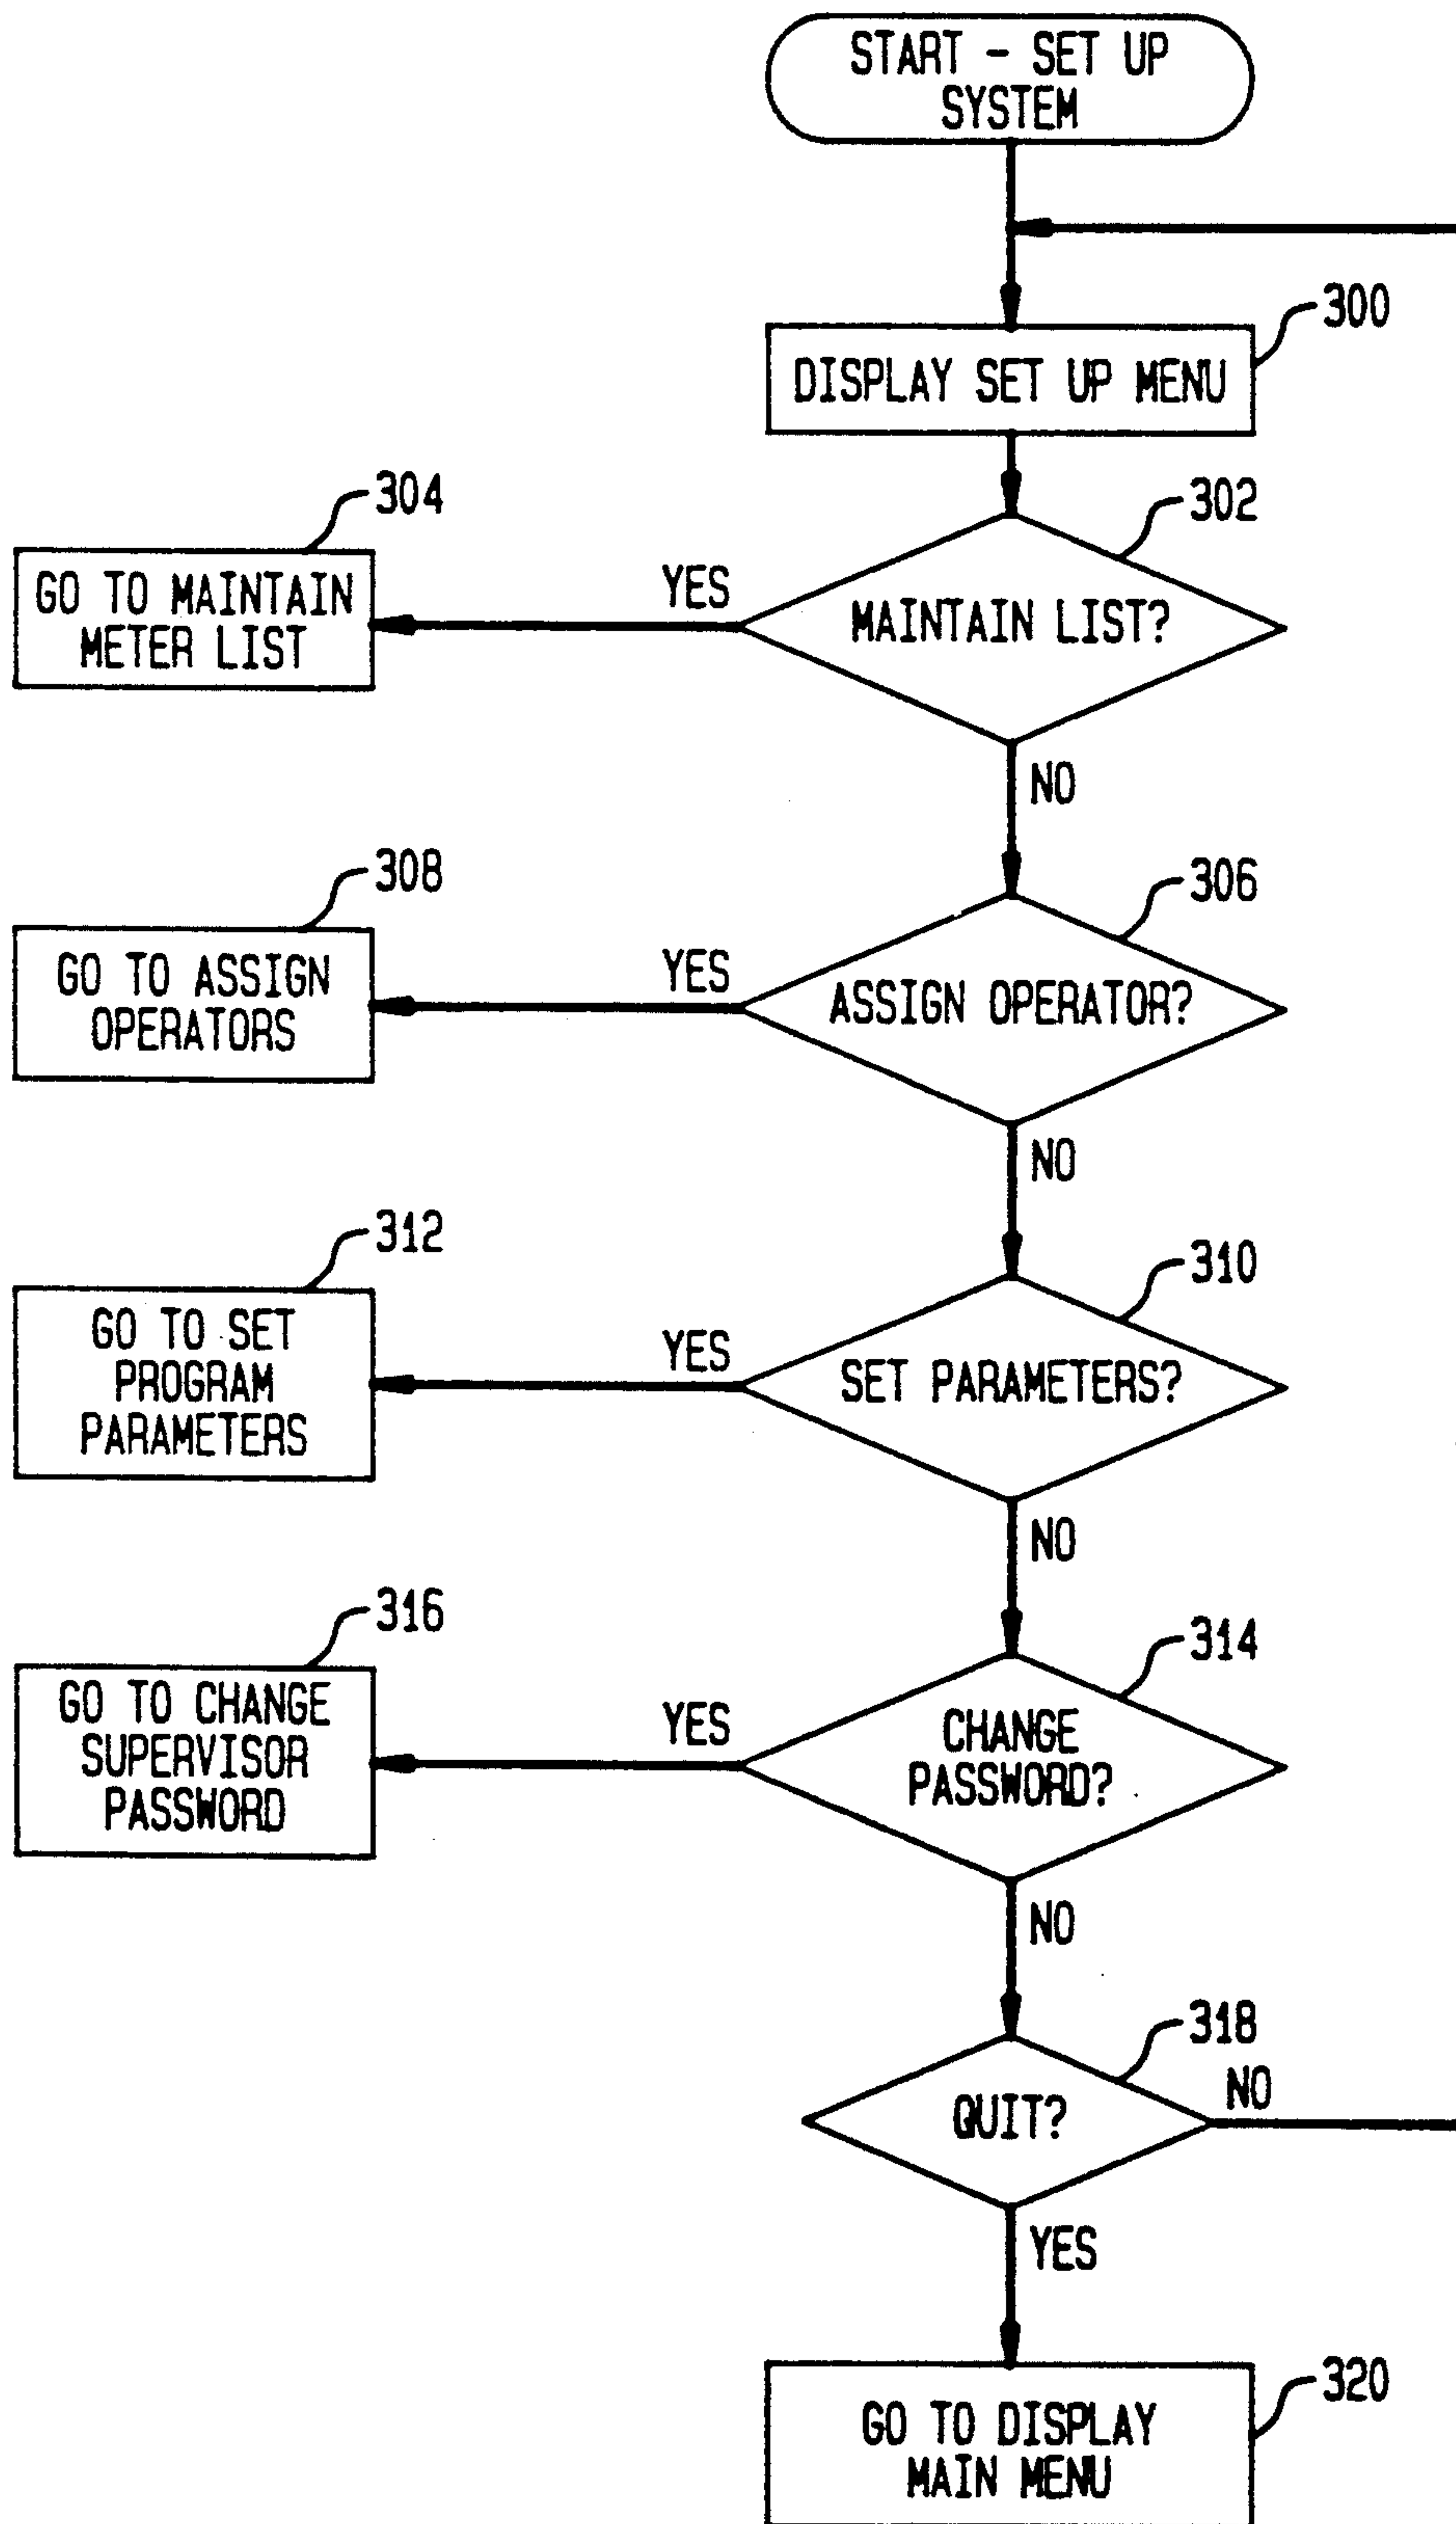 START - SET UP
SYSTEM
300
DISPLAY SET UP MENU
304
302
GO TO MAINTAIN
METER LIST
YES
MAINTAIN LIST?
NO
308
306
GO TO ASSIGN
OPERATORS
YES
ASSIGN OPERATOR?
NO
312
310
GO TO SET
PROGRAM
PARAMETERS
YES
SET PARAMETERS?
NO
316
314
GO TO CHANGE
SUPERVISOR
PASSWORD
YES
CHANGE
PASSWORD?
NO
318
QUIT?
NO
YES
320
GO TO DISPLAY
MAIN MENU